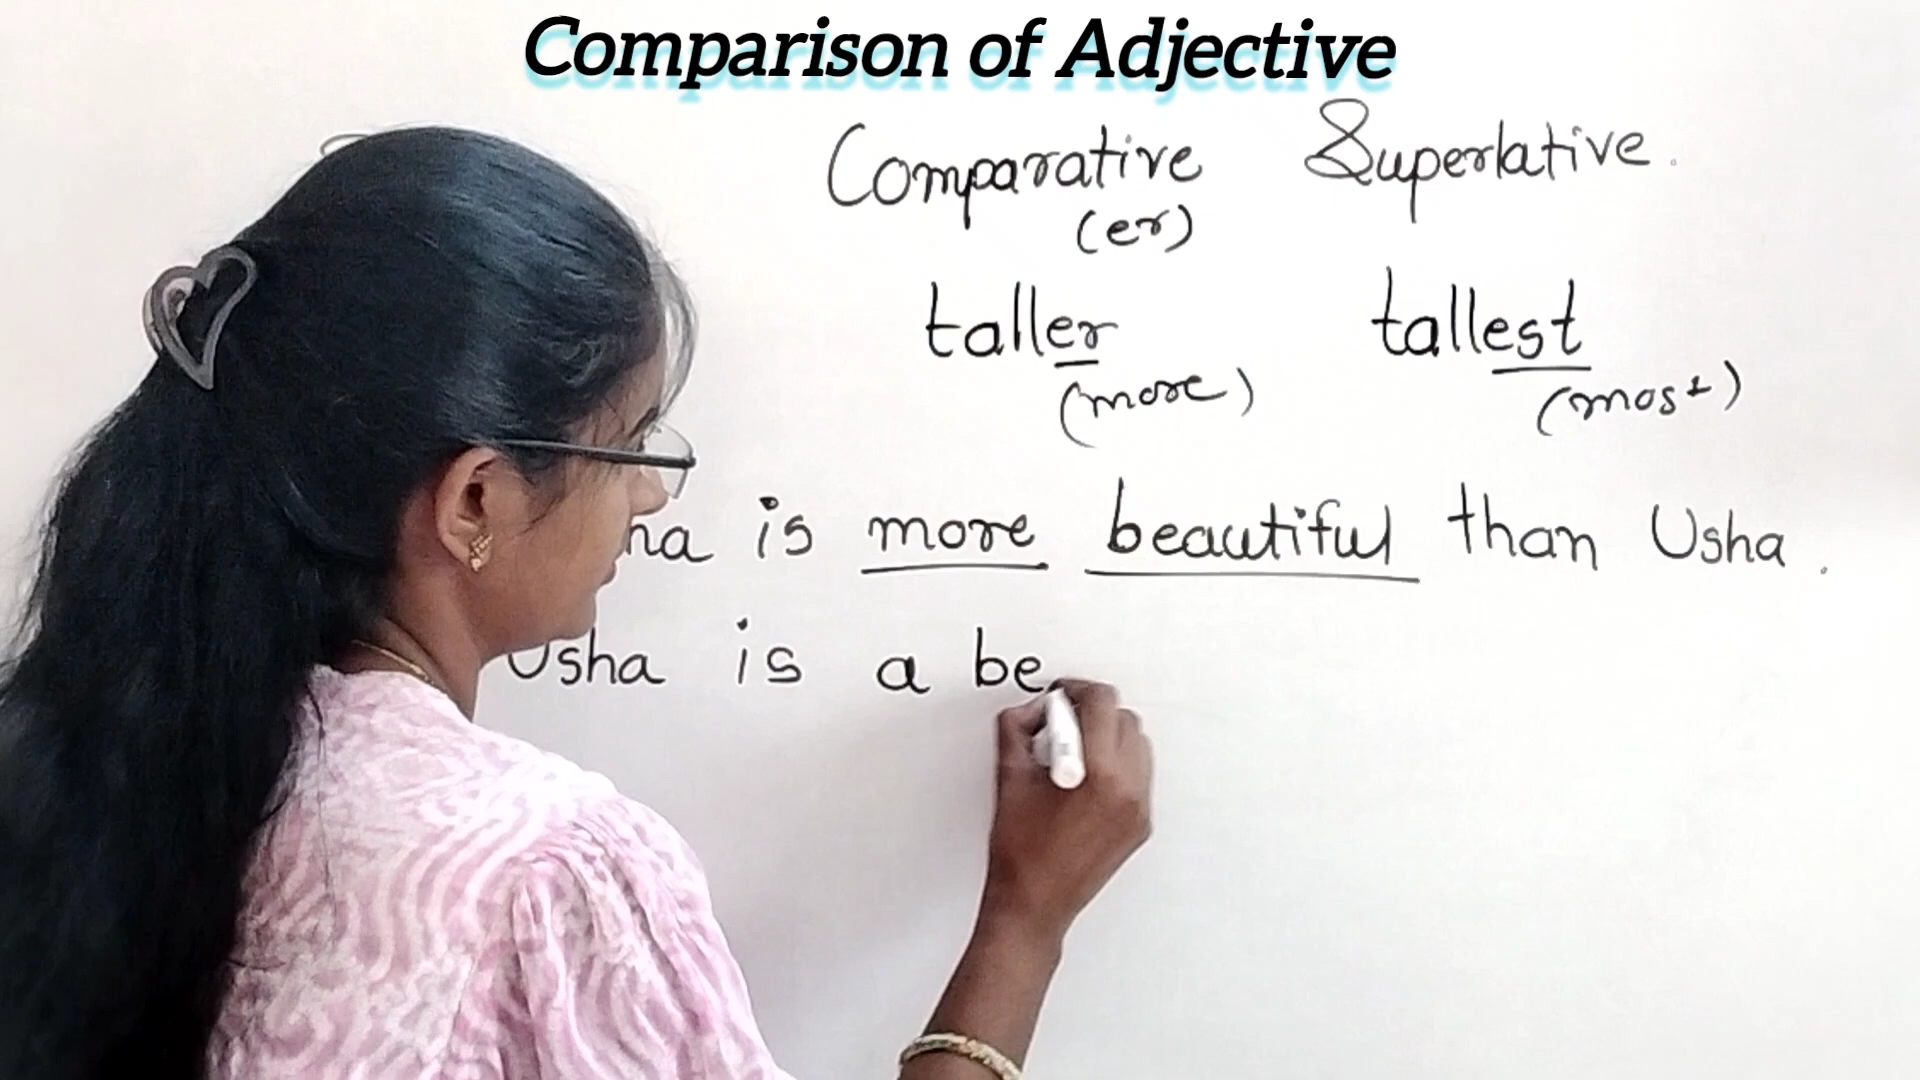 Comparison of Adjective
Comparative Superlative.
(er)
taller tallest
(more) (most)
is more beautiful than Usha.
Usha is a be